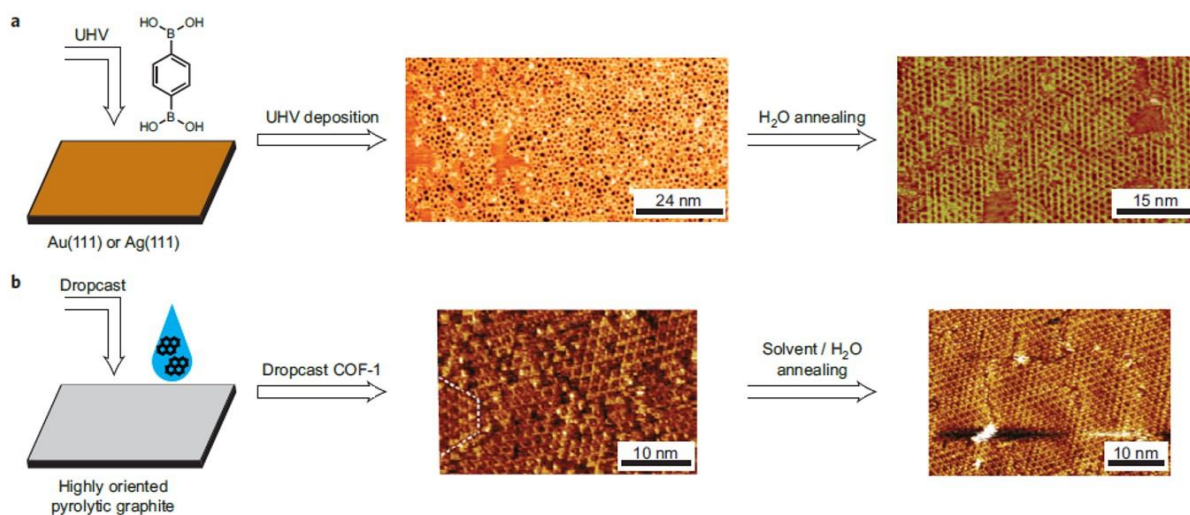 a
UHV
HO
OH
B
B
HO
OH
Au(111) or Ag(111)
UHV deposition
24 nm
H₂O annealing
15 nm
b
Dropcast
Highly oriented
pyrolytic graphite
Dropcast COF-1
10 nm
Solvent / H₂O
annealing
10 nm